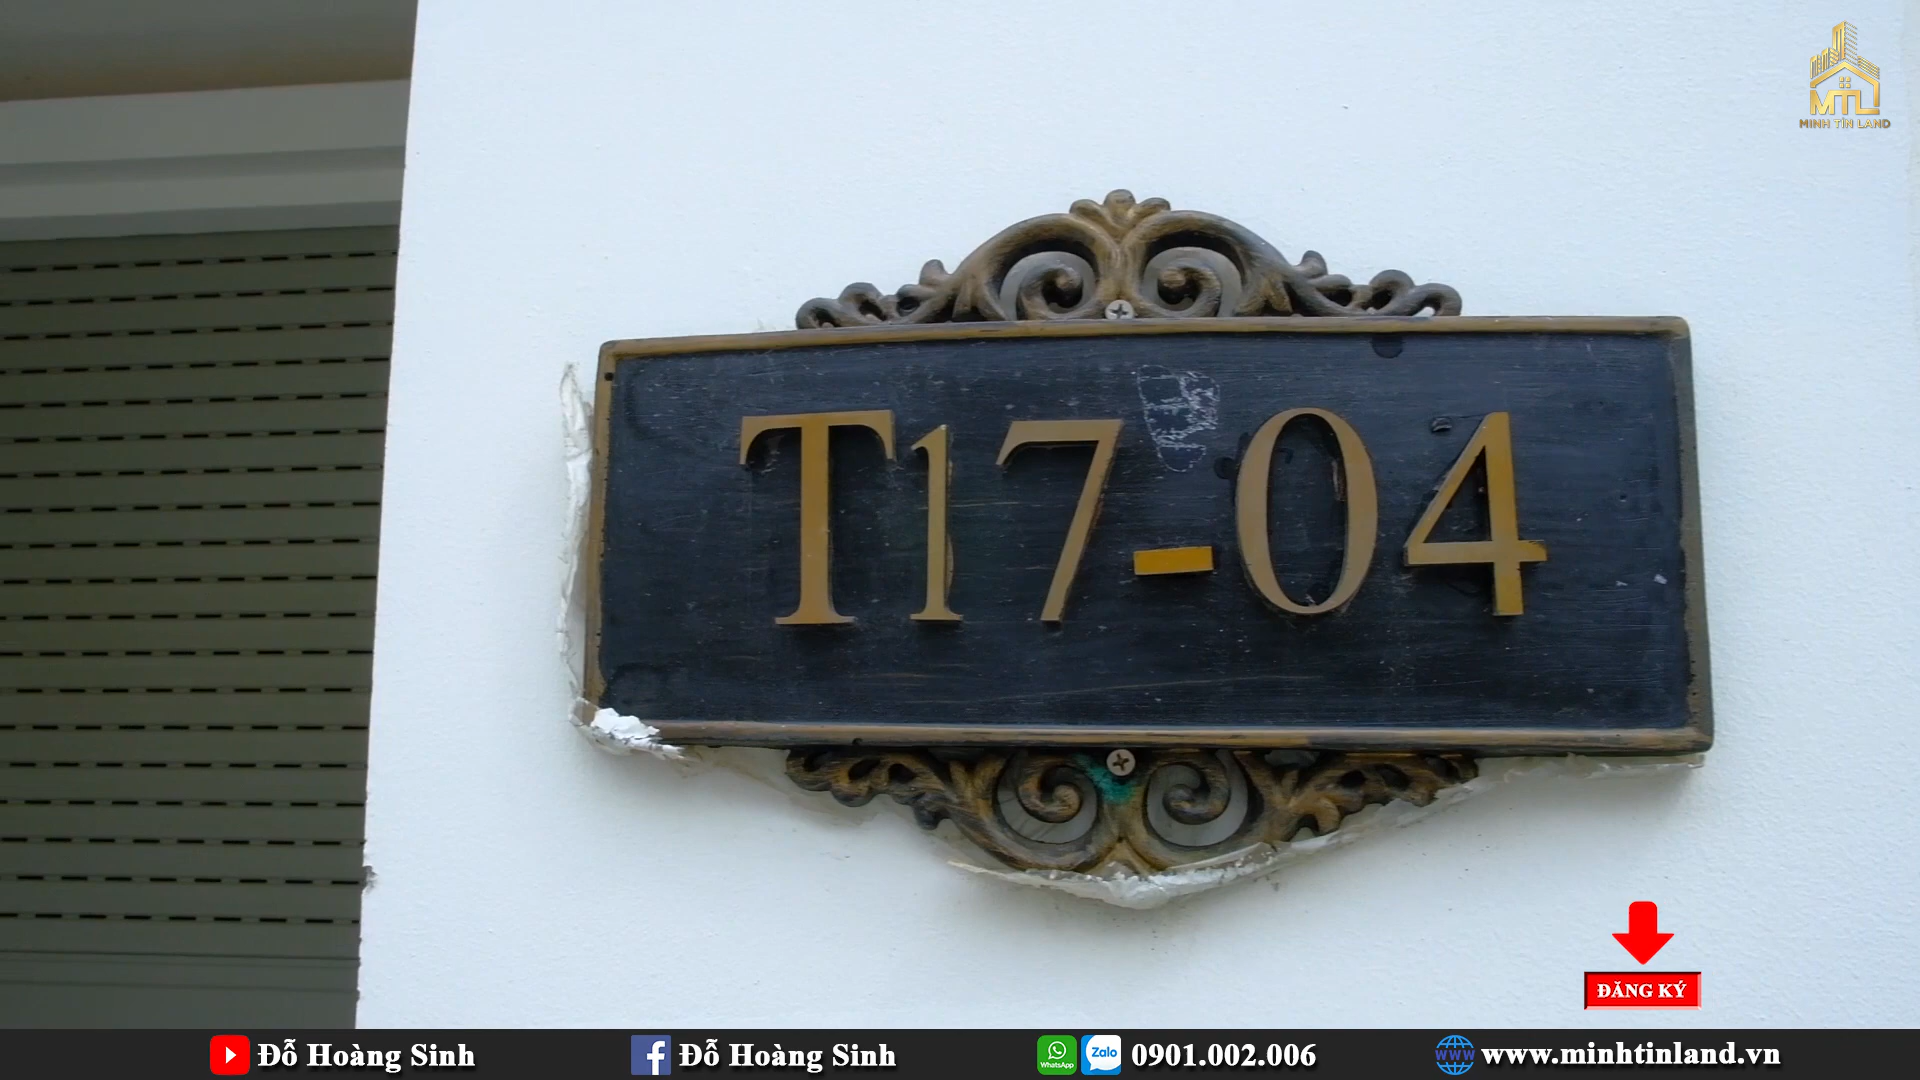 MTL
MINH TÍN LAND
T17-04
ĐĂNG KÝ
Đỗ Hoàng Sinh
Đỗ Hoàng Sinh
WhatsApp
Zalo
0901.002.006
WWW
www.minhtinland.vn